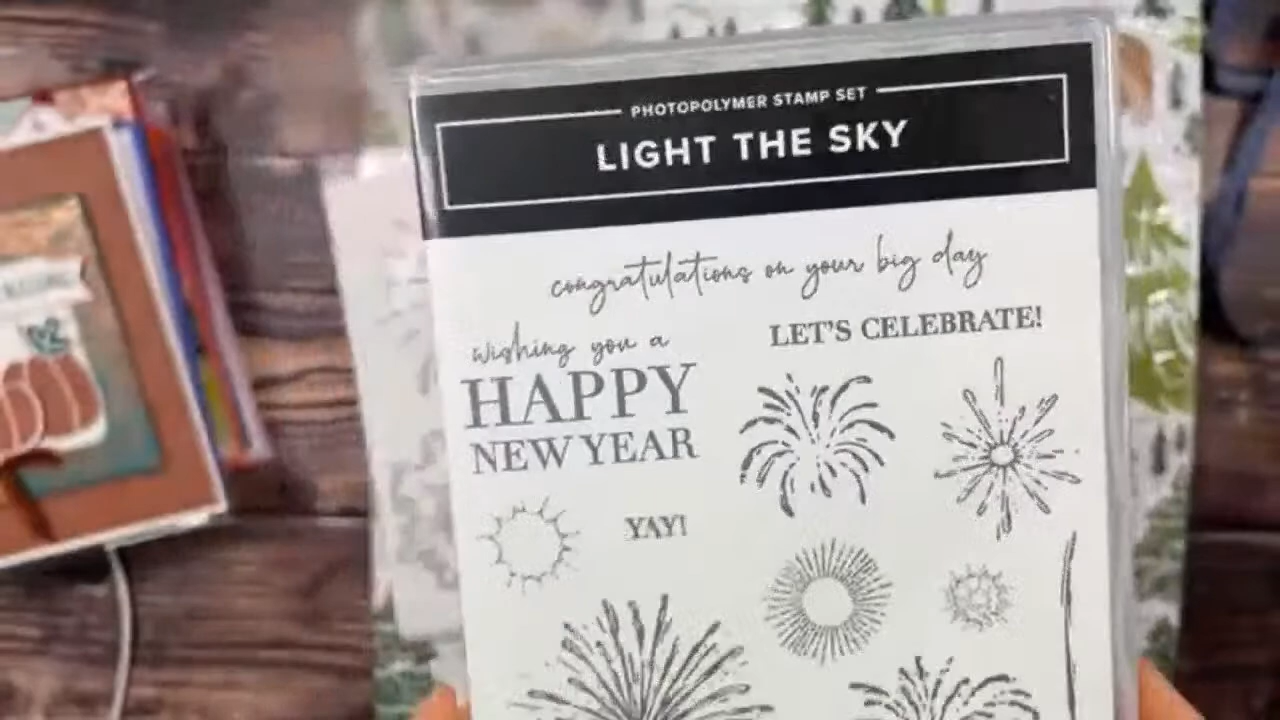 PHOTOPOLYMER STAMP SET
LIGHT THE SKY
congratulations on your big day
LET'S CELEBRATE!
wishing you a
HAPPY
NEW YEAR
YAY!